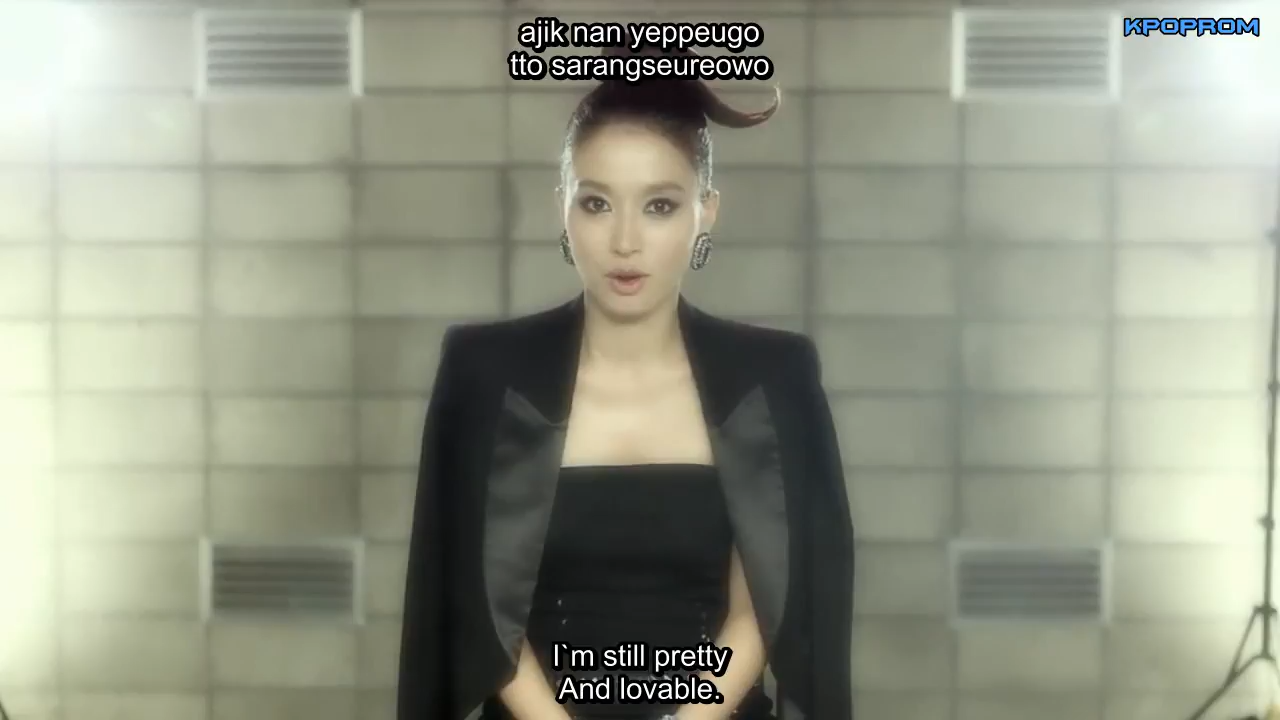 ajik nan yeppeugo
tto sarangseureowo
KPOPROM
I`m still pretty
And lovable.